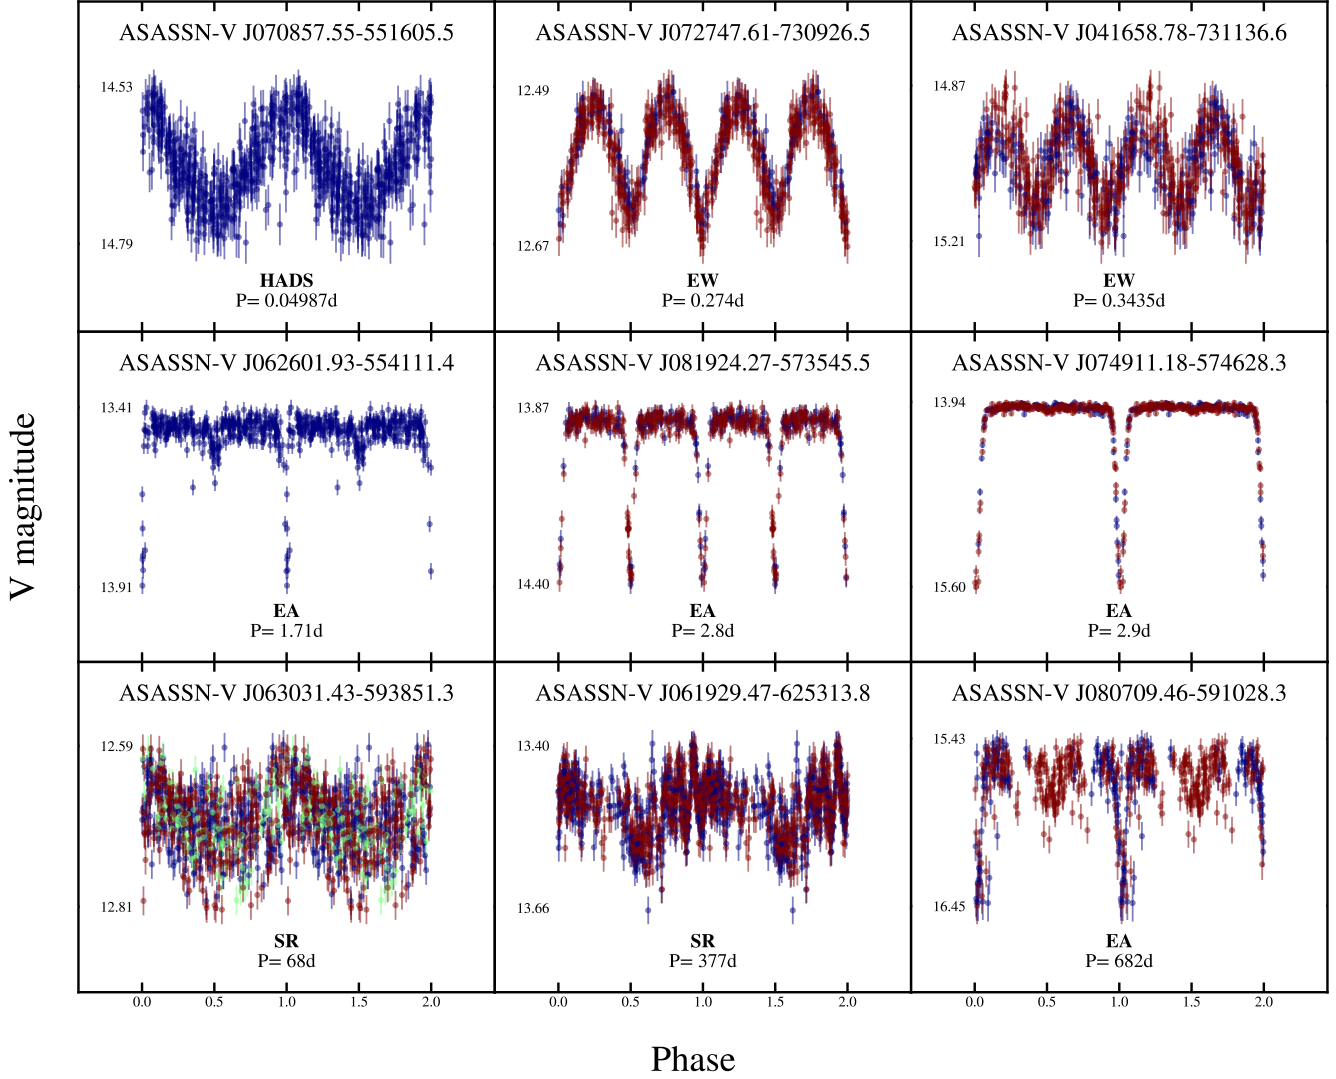 ASASSN-V J070857.55-551605.5
14.53
14.79
HADS
P= 0.04987d
ASASSN-V J072747.61-730926.5
12.49
12.67
EW
P= 0.274d
ASASSN-V J041658.78-731136.6
14.87
15.21
EW
P= 0.3435d
ASASSN-V J062601.93-554111.4
13.41
13.91
EA
P= 1.71d
ASASSN-V J081924.27-573545.5
13.87
14.40
EA
P= 2.8d
ASASSN-V J074911.18-574628.3
13.94
15.60
EA
P= 2.9d
V magnitude
ASASSN-V J063031.43-593851.3
12.59
12.81
SR
P= 68d
0.0 0.5 1.0 1.5 2.0
ASASSN-V J061929.47-625313.8
13.40
13.66
SR
P= 377d
0.0 0.5 1.0 1.5 2.0
ASASSN-V J080709.46-591028.3
15.43
16.45
EA
P= 682d
0.0 0.5 1.0 1.5 2.0
Phase